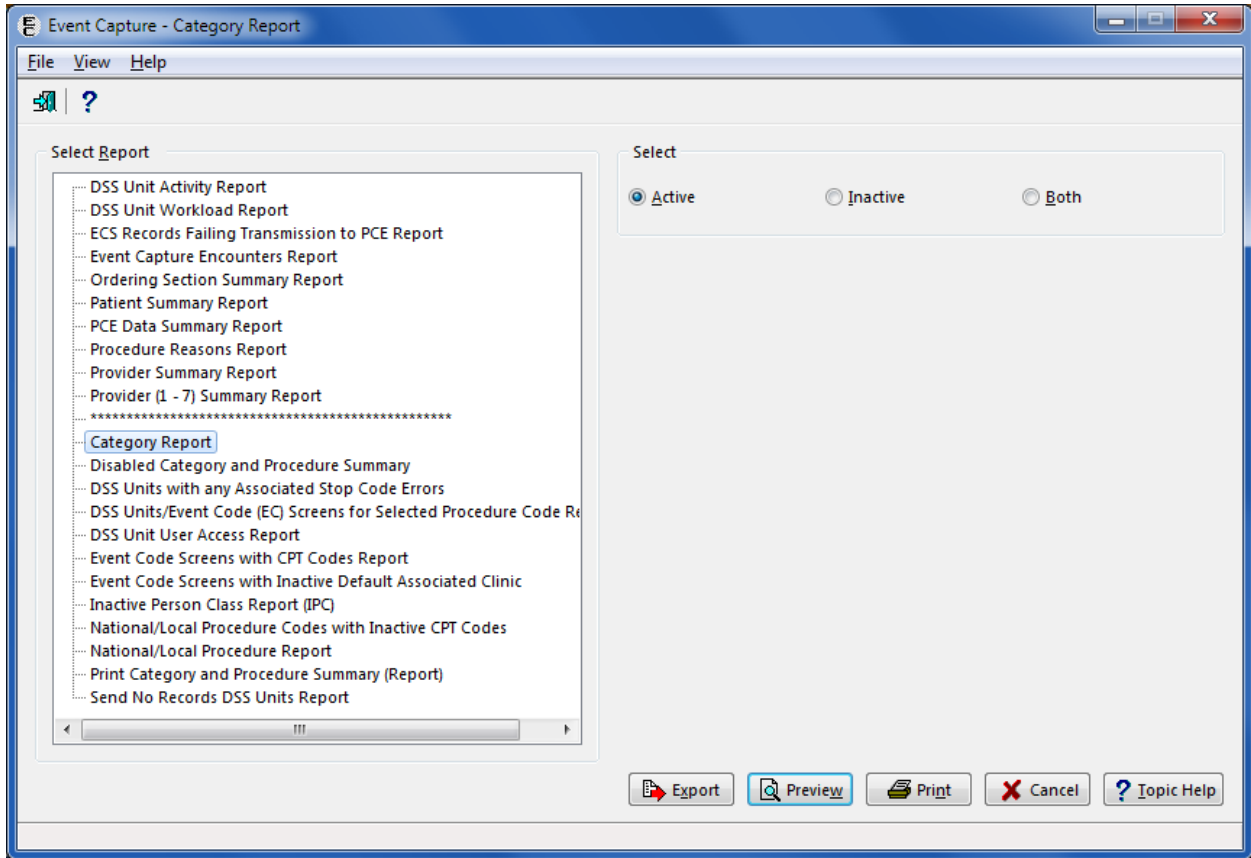 Event Capture - Category Report
File View Help
?
Select Report
DSS Unit Activity Report
DSS Unit Workload Report
ECS Records Failing Transmission to PCE Report
Event Capture Encounters Report
Ordering Section Summary Report
Patient Summary Report
PCE Data Summary Report
Procedure Reasons Report
Provider Summary Report
Provider (1 - 7) Summary Report
**************************************************
Category Report
Disabled Category and Procedure Summary
DSS Units with any Associated Stop Code Errors
DSS Units/Event Code (EC) Screens for Selected Procedure Code Re
DSS Unit User Access Report
Event Code Screens with CPT Codes Report
Event Code Screens with Inactive Default Associated Clinic
Inactive Person Class Report (IPC)
National/Local Procedure Codes with Inactive CPT Codes
National/Local Procedure Report
Print Category and Procedure Summary (Report)
Send No Records DSS Units Report
Select
Active Inactive Both
Export Preview Print Cancel ? Topic Help